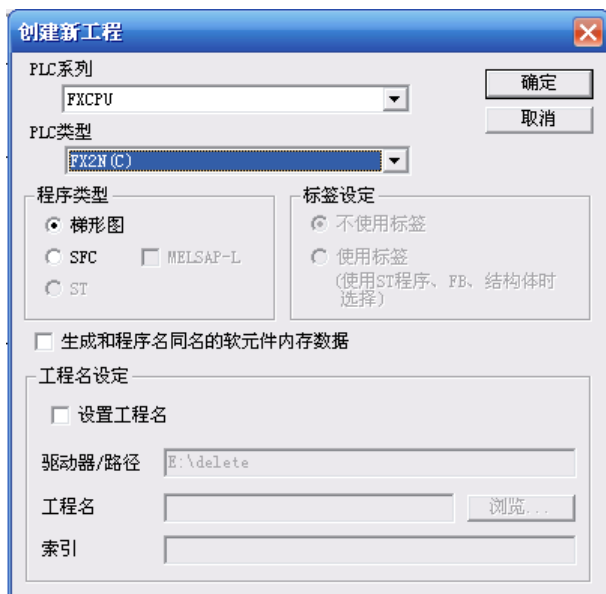 创建新工程
PLC系列
确定
FXCPU
取消
PLC类型
FX2N(C)
程序类型
标签设定
梯形图
不使用标签
SFC
MELSAP-L
使用标签
(使用ST程序、FB、结构体时
选择)
ST
生成和程序名同名的软元件内存数据
工程名设定
设置工程名
驱动器/路径
E:\delete
工程名
浏览...
索引